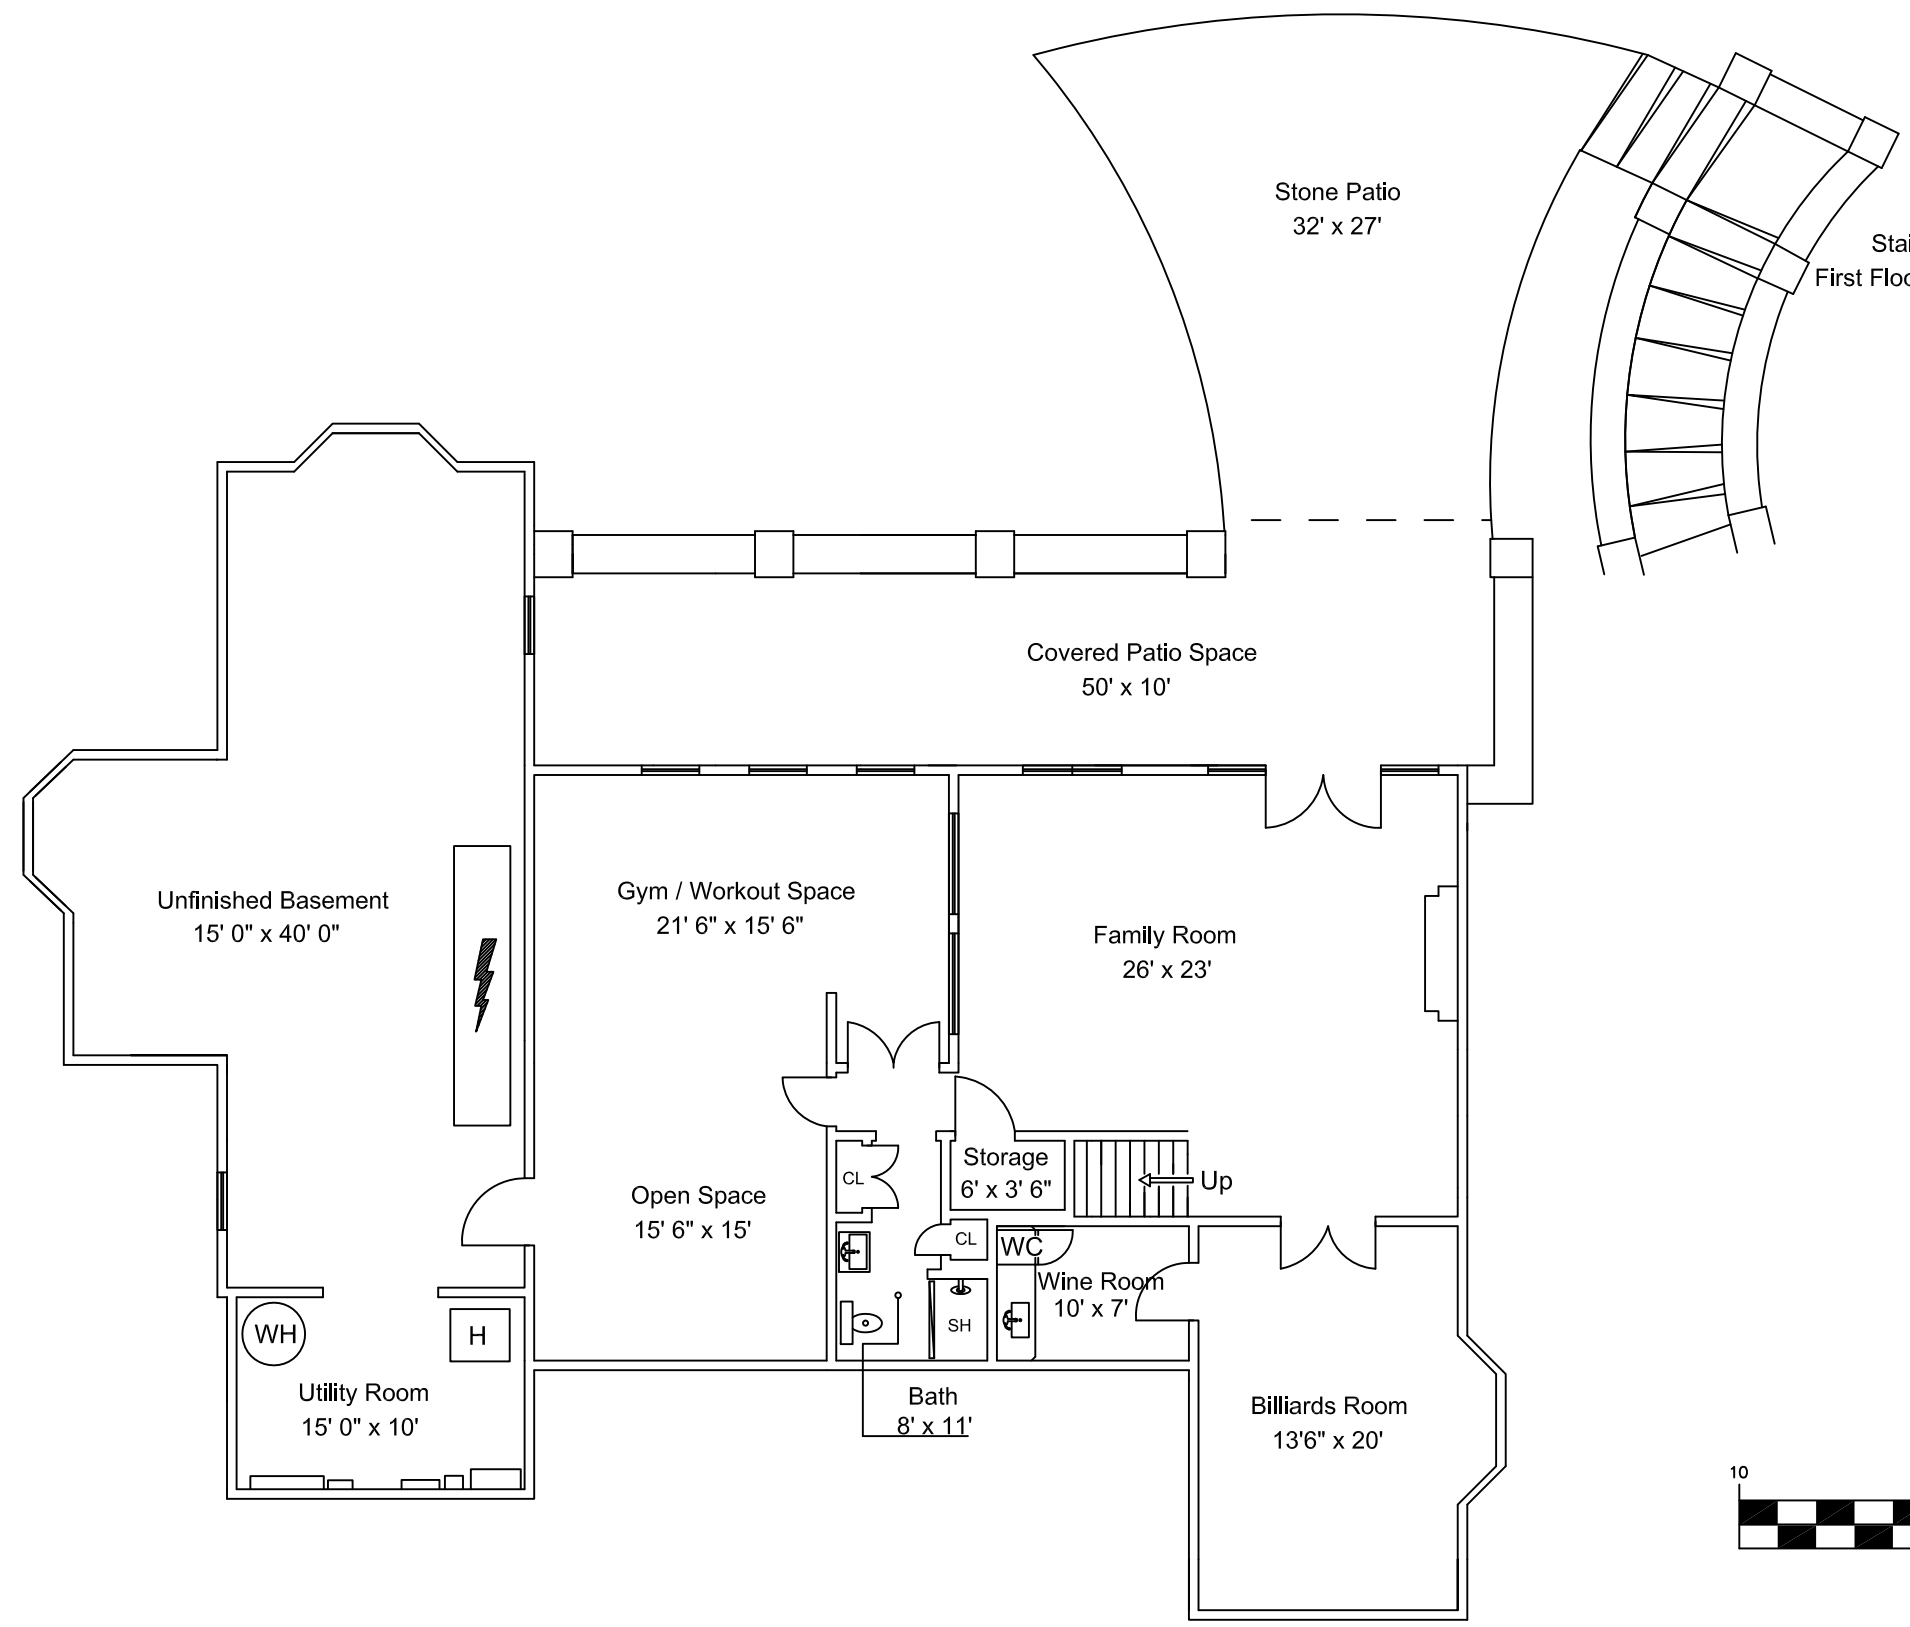 Stone Patio
32' x 27'
First Floo
Covered Patio Space
50' x 10'
Unfinished Basement
15' 0" x 40' 0"
Gym / Workout Space
21' 6" x 15' 6"
Family Room
26' x 23'
Storage
6' x 3' 6"
Up
CL
Open Space
15' 6" x 15'
CL
WC
Wine Room
10' x 7'
WH
H
SH
Utility Room
15' 0" x 10'
Bath
8' x 11'
Billiards Room
13'6" x 20'
10